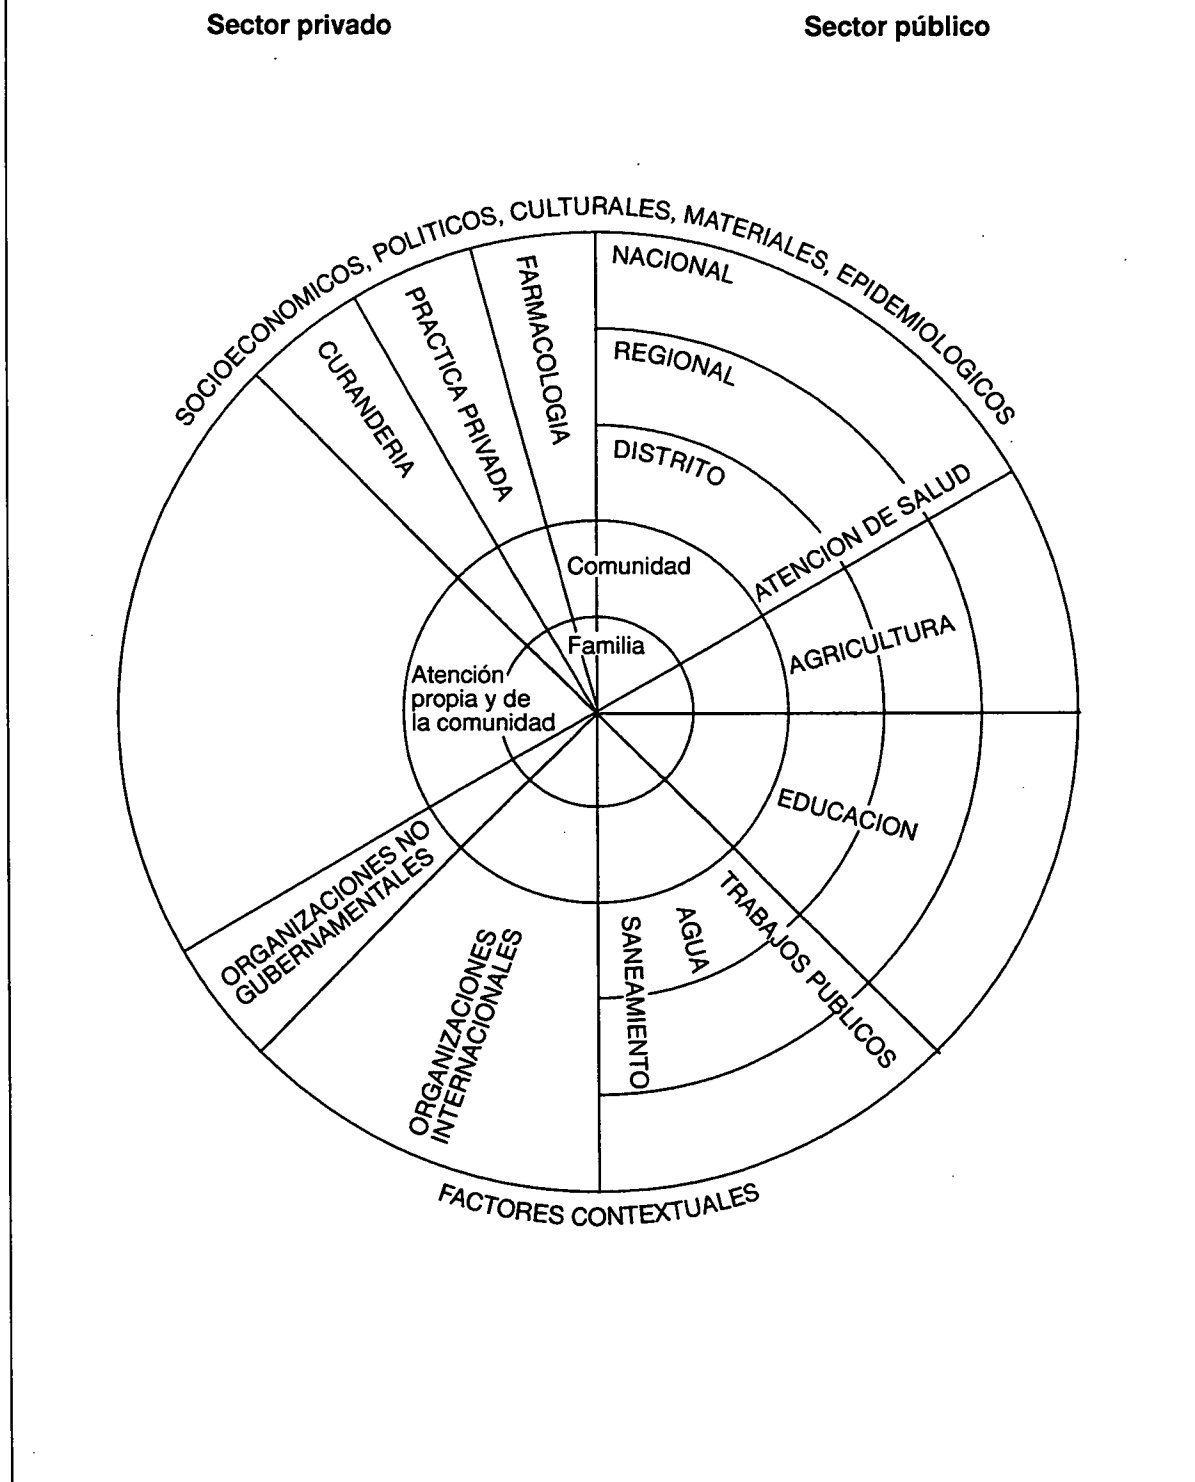 Sector privado
Sector público
SOCIOECONOMICOS, POLITICOS, CULTURALES, MATERIALES, EPIDEMIOLOGICOS
NACIONAL
REGIONAL
DISTRITO
FARMACOLOGIA
PRACTICA PRIVADA
CURANDERIA
ATENCION DE SALUD
Comunidad
Familia
AGRICULTURA
Atención
propia y de
la comunidad
EDUCACION
ORGANIZACIONES NO
GUBERNAMENTALES
TRABAJOS PUBLICOS
AGUA
SANEAMIENTO
ORGANIZACIONES
INTERNACIONALES
FACTORES CONTEXTUALES